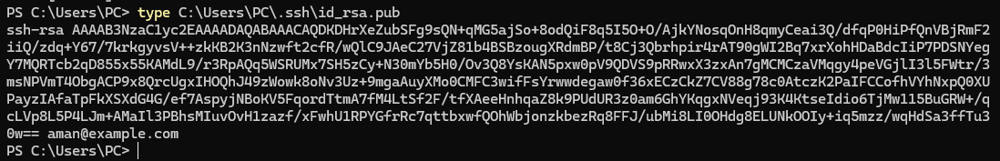 PS C:\Users\PC> type C:\Users\PC\.ssh\id_rsa.pub
ssh-rsa AAAAB3NzaC1yc2EAAAADAQABAAACAQDKDHrXeZubSFg9sQN+qMG5ajSo+8odQiF8q5I5O+O/AjkYNosqOnH8qmyCeai3Q/dfqP0HiPfQnVBjRmF2
iiQ/zdq+Y67/7krkgyvsV++zkKB2K3nNzwft2cfR/wQlC9JAeC27VjZ81b4BSBzougXRdmBP/t8Cj3Qbrhpir4rAT90gWI2Bq7xrXohHDaBdcIiP7PDSNYeg
Y7MQRTcb2qD855x55KAMdL9/r3RpAQq5WSRUMx7SH5zCy+N30mYb5H0/Ov3Q8YsKAN5pxw0pV9QDVS9pRRwxX3zxAn7gMCMCzaVMqgy4peVGjlI3l5FWtr/3
msNPVmT4ObgACP9x8QrcUgxIHOQhJ49zWowk8oNv3Uz+9mgaAuyXMo0CMFC3wifFsYrwwdegaw0f36xECzCkZ7CV88g78c0AtczK2PaIFCCofhVYhNxpQ0XU
PayzIAfaTpFkXSXdG4G/ef7AspyjNBoKV5FqordTtmA7fM4LtSf2F/tfXAeeHnhqaZ8k9PUdUR3z0am6GhYKqgxNVeqj93K4KtseIdio6TjMw115BuGRW+/q
cLVp8L5P4LJm+AMaIl3PBhsMIuvOvH1zazf/xFwhU1RPYGfrRc7qttbxwfQOhWbjonzkbezRq8FFJ/ubMi8LI0OHdg8ELUNkOOIy+iq5mzz/wqHdSa3ffTu3
0w== aman@example.com
PS C:\Users\PC>